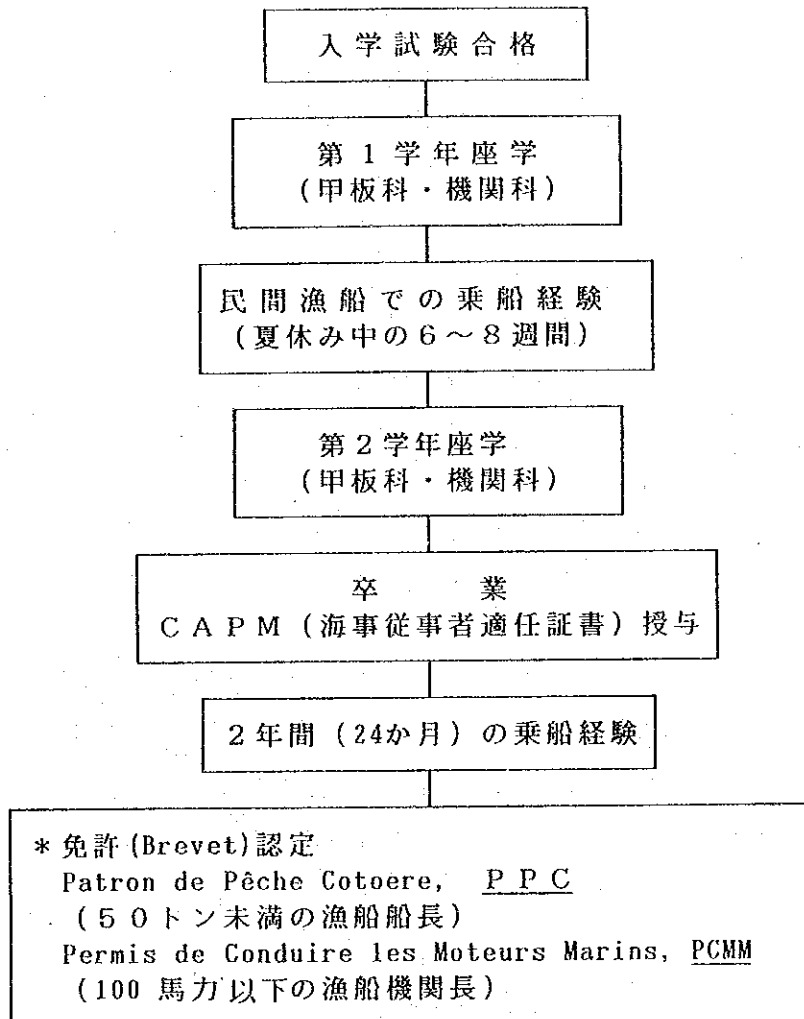 入学試験合格
第1学年座学
(甲板科・機関科)
民間漁船での乗船経験
(夏休み中の6～8週間)
第2学年座学
(甲板科・機関科)
卒　業
CAPM(海事従事者適任証書)授与
2年間(24か月)の乗船経験
*免許(Brevet)認定
Patron de Pêche Cotoere, PPC
(50トン未満の漁船船長)
Permis de Conduire les Moteurs Marins, PCMM
(100馬力以下の漁船機関長)